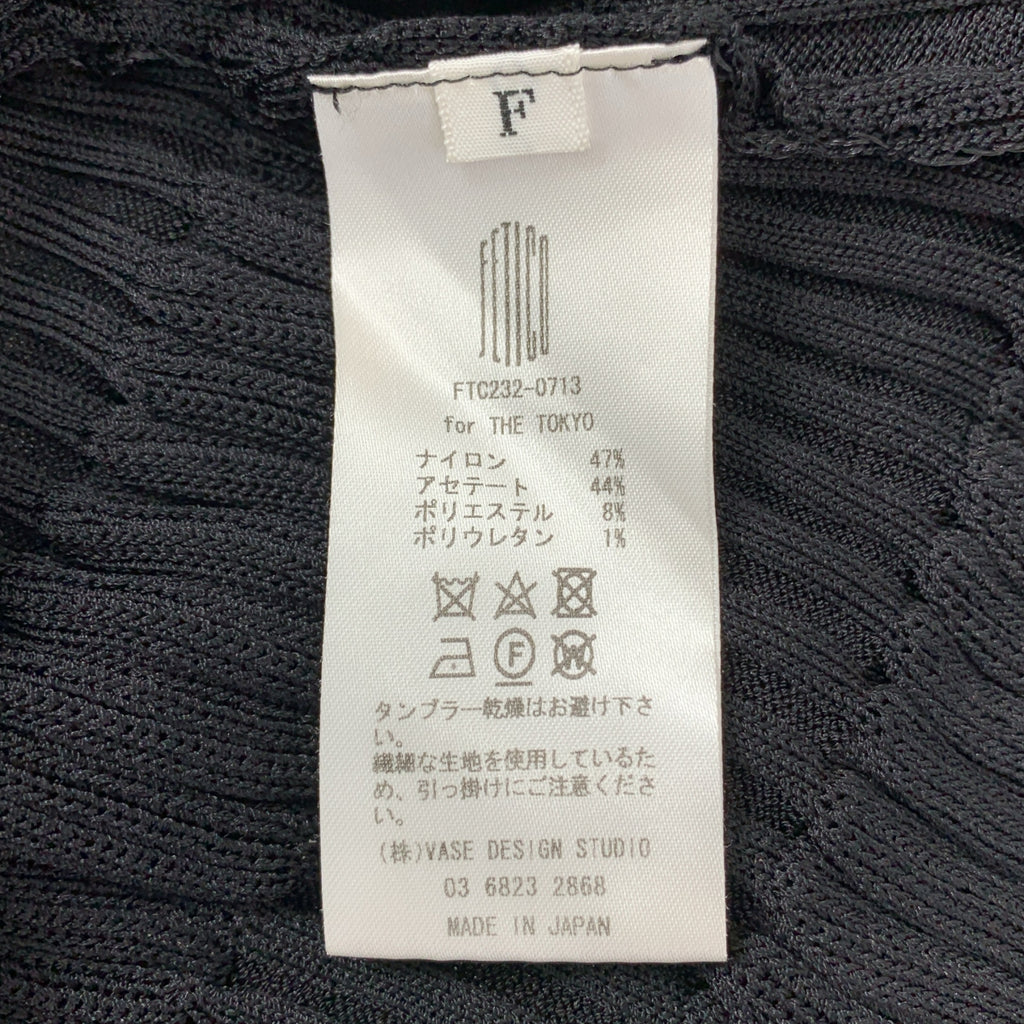 F
FETICO
FTC232-0713
for THE TOKYO
ナイロン 47%
アセテート 44%
ポリエステル 8%
ポリウレタン 1%
F W
タンブラー乾燥はお避け下さ
い。
繊細な生地を使用しているた
め、引っ掛けにご注意くださ
い。
(株)VASE DESIGN STUDIO
03 6823 2868
MADE IN JAPAN